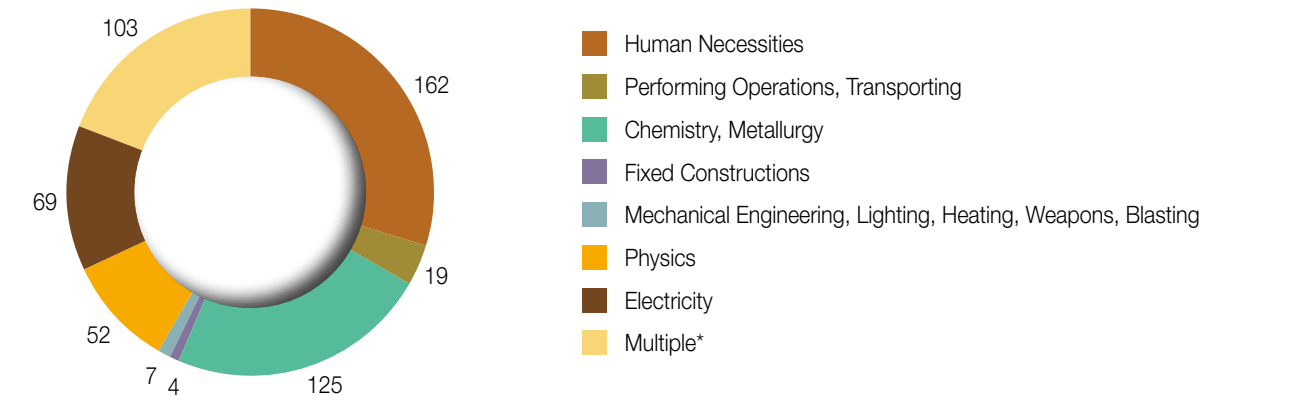 103
162
69
19
52
7
4
125
Human Necessities
Performing Operations, Transporting
Chemistry, Metallurgy
Fixed Constructions
Mechanical Engineering, Lighting, Heating, Weapons, Blasting
Physics
Electricity
Multiple*